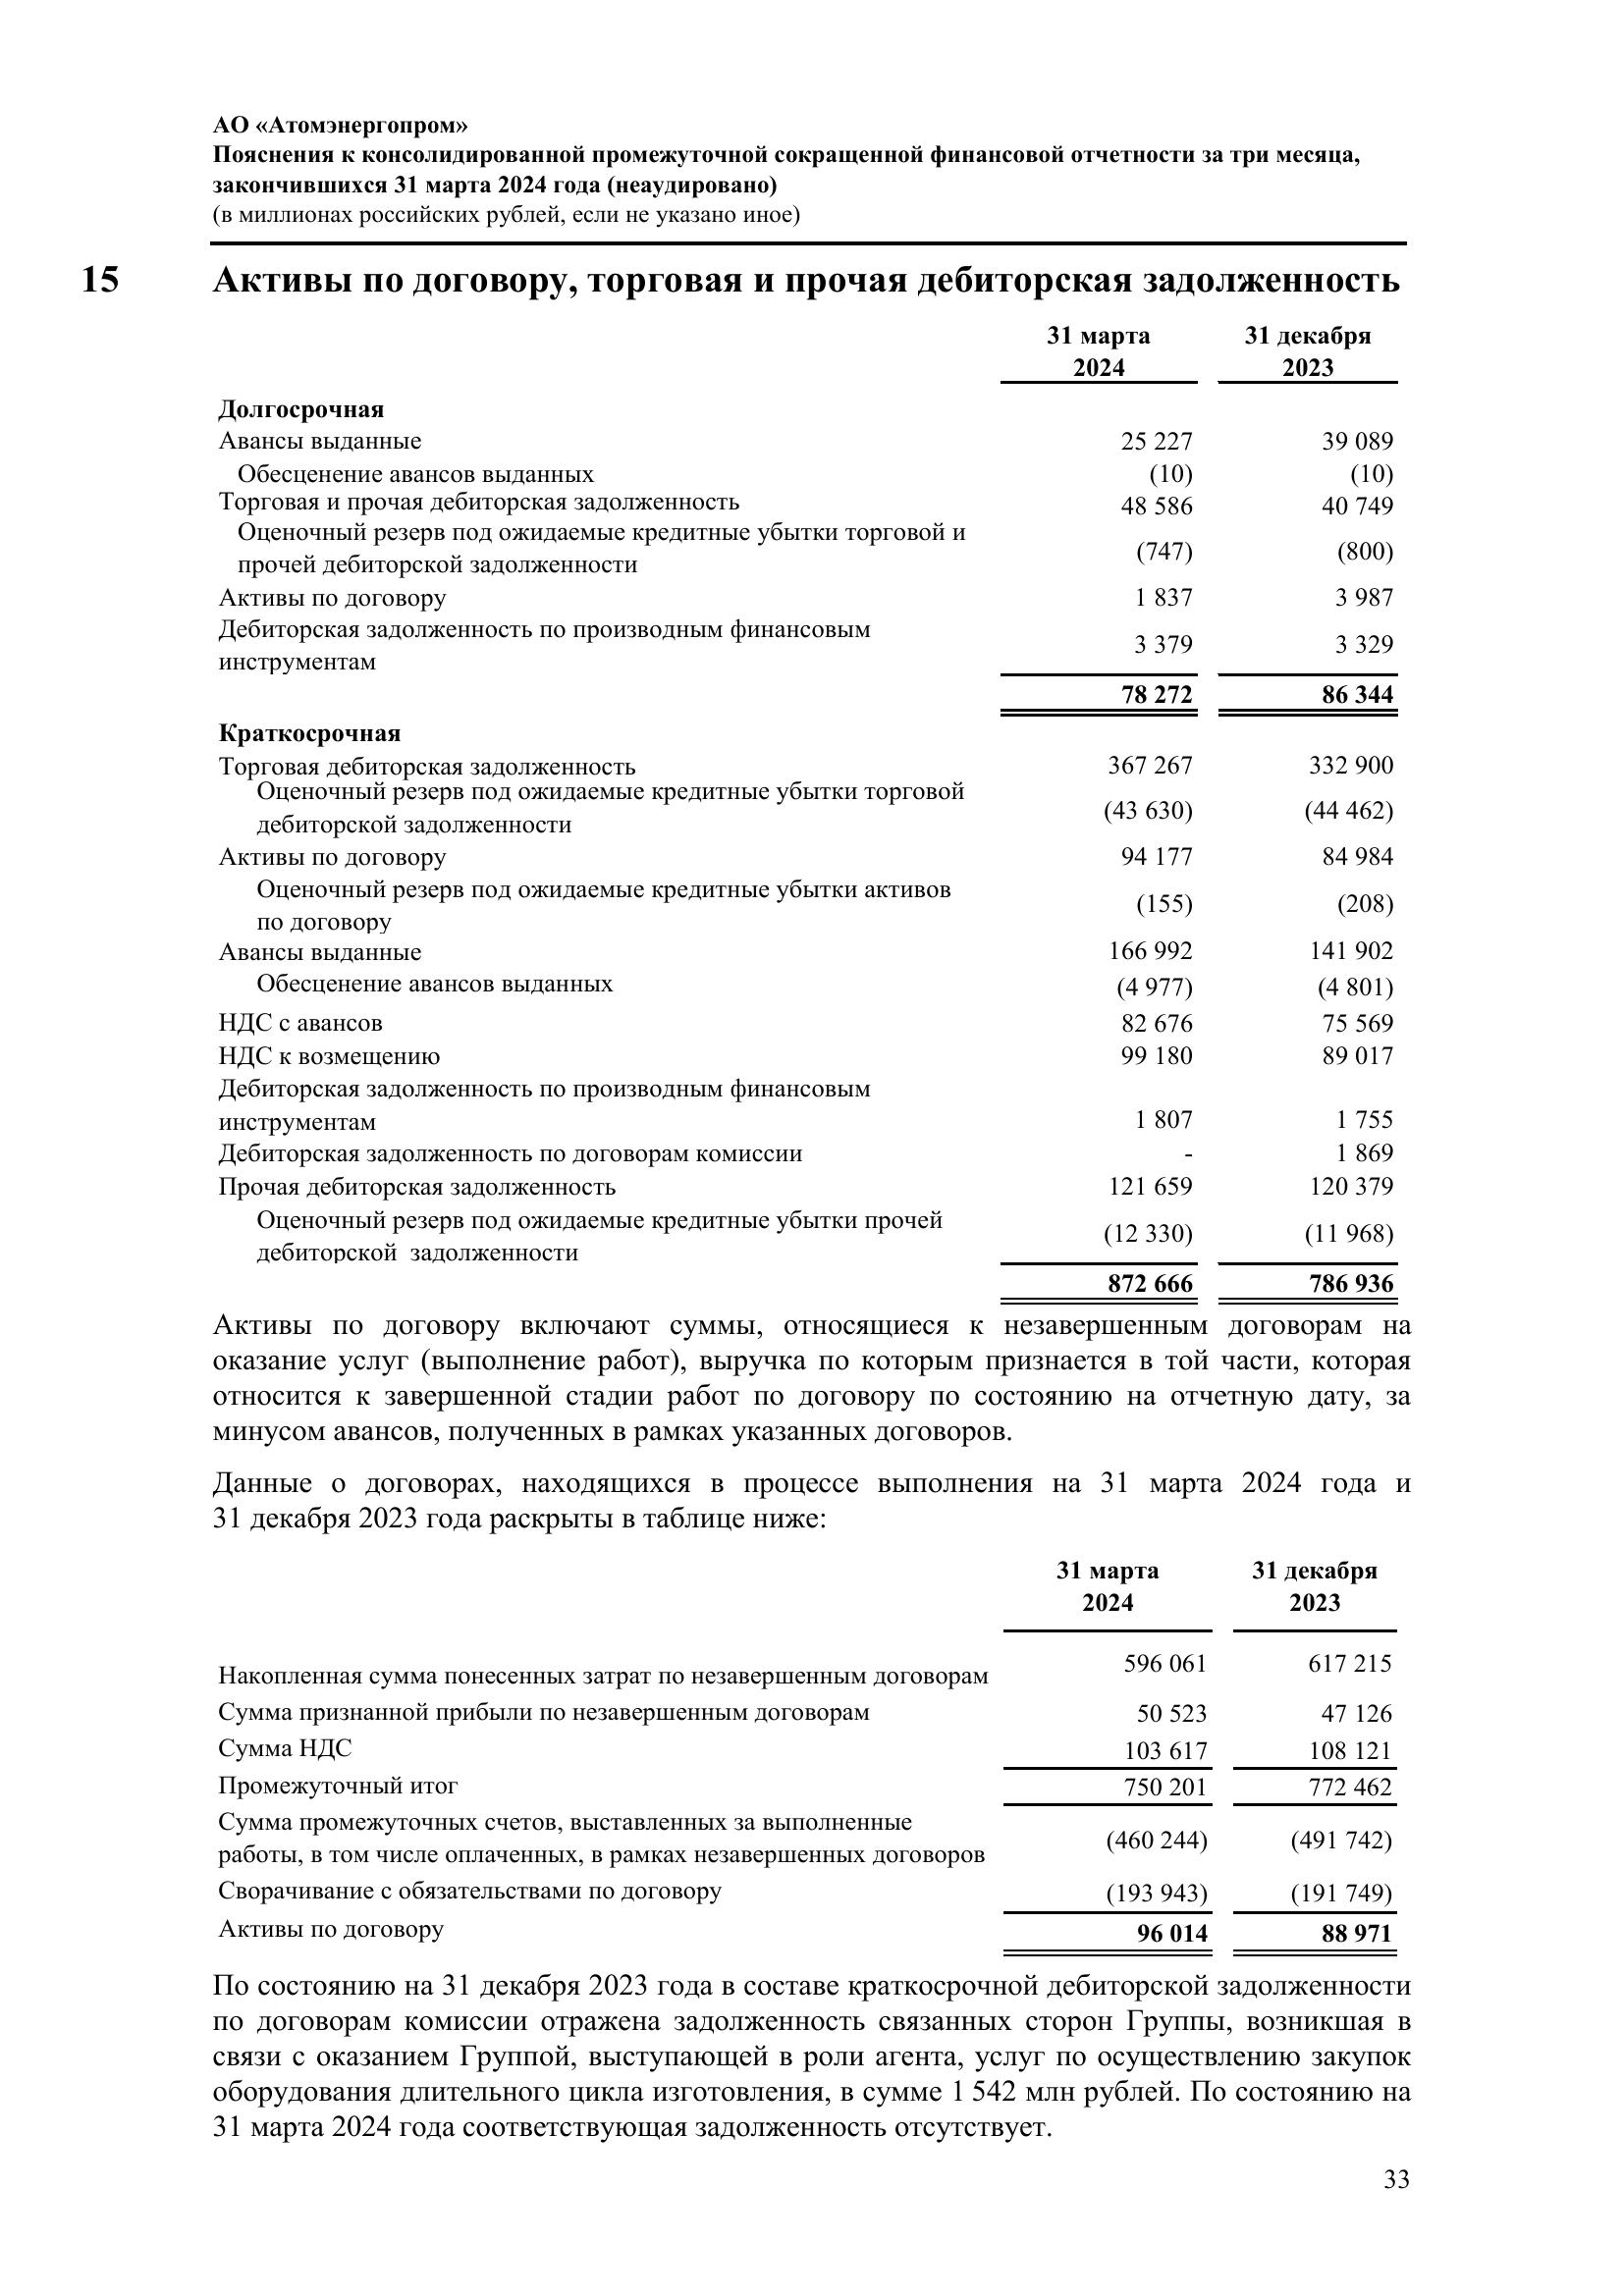 АО «Атомэнергопром»
Пояснения к консолидированной промежуточной сокращенной финансовой отчетности за три месяца,
закончившихся 31 марта 2024 года (неаудировано)
(в миллионах российских рублей, если не указано иное)
15 Активы по договору, торговая и прочая дебиторская задолженность
31 марта 2024 31 декабря 2023
Долгосрочная
Авансы выданные 25 227 39 089
Обесценение авансов выданных (10) (10)
Торговая и прочая дебиторская задолженность 48 586 40 749
Оценочный резерв под ожидаемые кредитные убытки торговой и
прочей дебиторской задолженности (747) (800)
Активы по договору 1 837 3 987
Дебиторская задолженность по производным финансовым
инструментам 3 379 3 329
78 272 86 344
Краткосрочная
Торговая дебиторская задолженность 367 267 332 900
Оценочный резерв под ожидаемые кредитные убытки торговой
дебиторской задолженности (43 630) (44 462)
Активы по договору 94 177 84 984
Оценочный резерв под ожидаемые кредитные убытки активов
по договору (155) (208)
Авансы выданные 166 992 141 902
Обесценение авансов выданных (4 977) (4 801)
НДС с авансов 82 676 75 569
НДС к возмещению 99 180 89 017
Дебиторская задолженность по производным финансовым
инструментам 1 807 1 755
Дебиторская задолженность по договорам комиссии - 1 869
Прочая дебиторская задолженность 121 659 120 379
Оценочный резерв под ожидаемые кредитные убытки прочей
дебиторской задолженности (12 330) (11 968)
872 666 786 936
Активы по договору включают суммы, относящиеся к незавершенным договорам на
оказание услуг (выполнение работ), выручка по которым признается в той части, которая
относится к завершенной стадии работ по договору по состоянию на отчетную дату, за
минусом авансов, полученных в рамках указанных договоров.
Данные о договорах, находящихся в процессе выполнения на 31 марта 2024 года и
31 декабря 2023 года раскрыты в таблице ниже:
31 марта 2024 31 декабря 2023
Накопленная сумма понесенных затрат по незавершенным договорам 596 061 617 215
Сумма признанной прибыли по незавершенным договорам 50 523 47 126
Сумма НДС 103 617 108 121
Промежуточный итог 750 201 772 462
Сумма промежуточных счетов, выставленных за выполненные
работы, в том числе оплаченных, в рамках незавершенных договоров (460 244) (491 742)
Сворачивание с обязательствами по договору (193 943) (191 749)
Активы по договору 96 014 88 971
По состоянию на 31 декабря 2023 года в составе краткосрочной дебиторской задолженности
по договорам комиссии отражена задолженность связанных сторон Группы, возникшая в
связи с оказанием Группой, выступающей в роли агента, услуг по осуществлению закупок
оборудования длительного цикла изготовления, в сумме 1 542 млн рублей. По состоянию на
31 марта 2024 года соответствующая задолженность отсутствует.
33